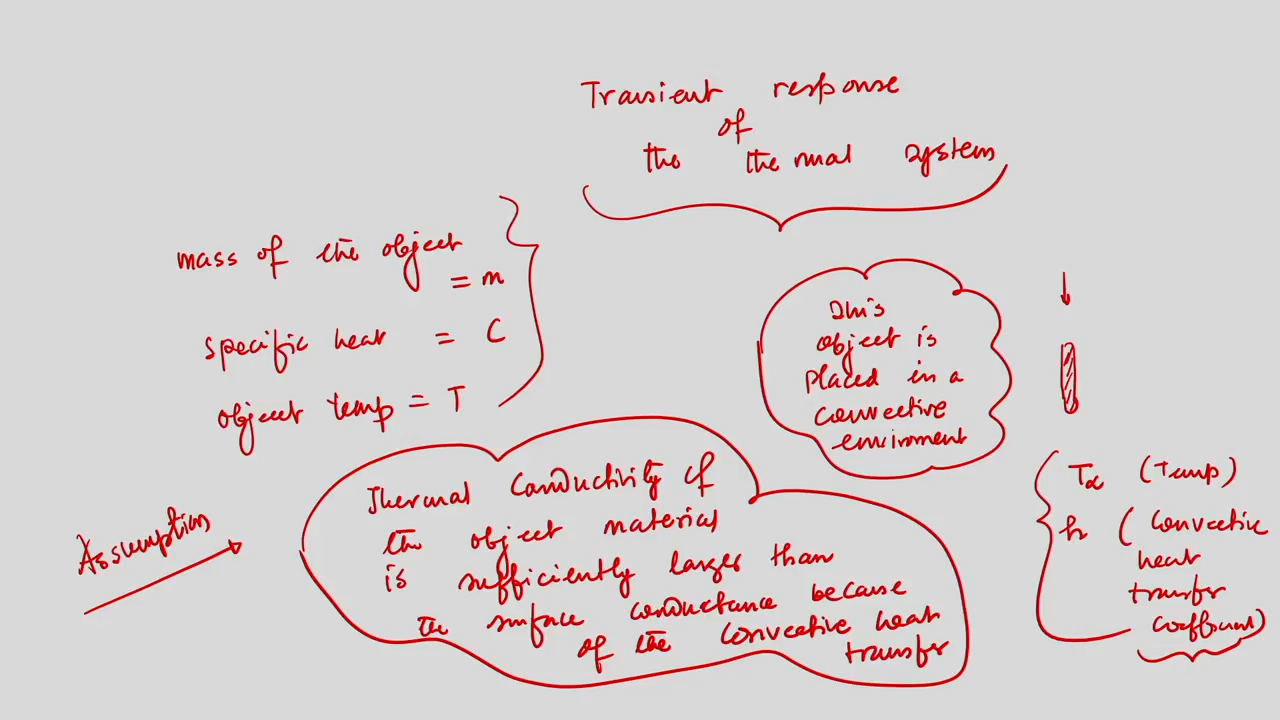 Transient response
of
the thermal system
mass of the object
= m
specific heat = C
object temp = T
This
object is
placed in a
convective
enviroment
T∞ (Temp)
h (convective
heat
transfer
coefficient)
Assumption
Thermal conductivity of
the object material
is sufficiently larger than
the surface conductance because
of the convective heat
transfer